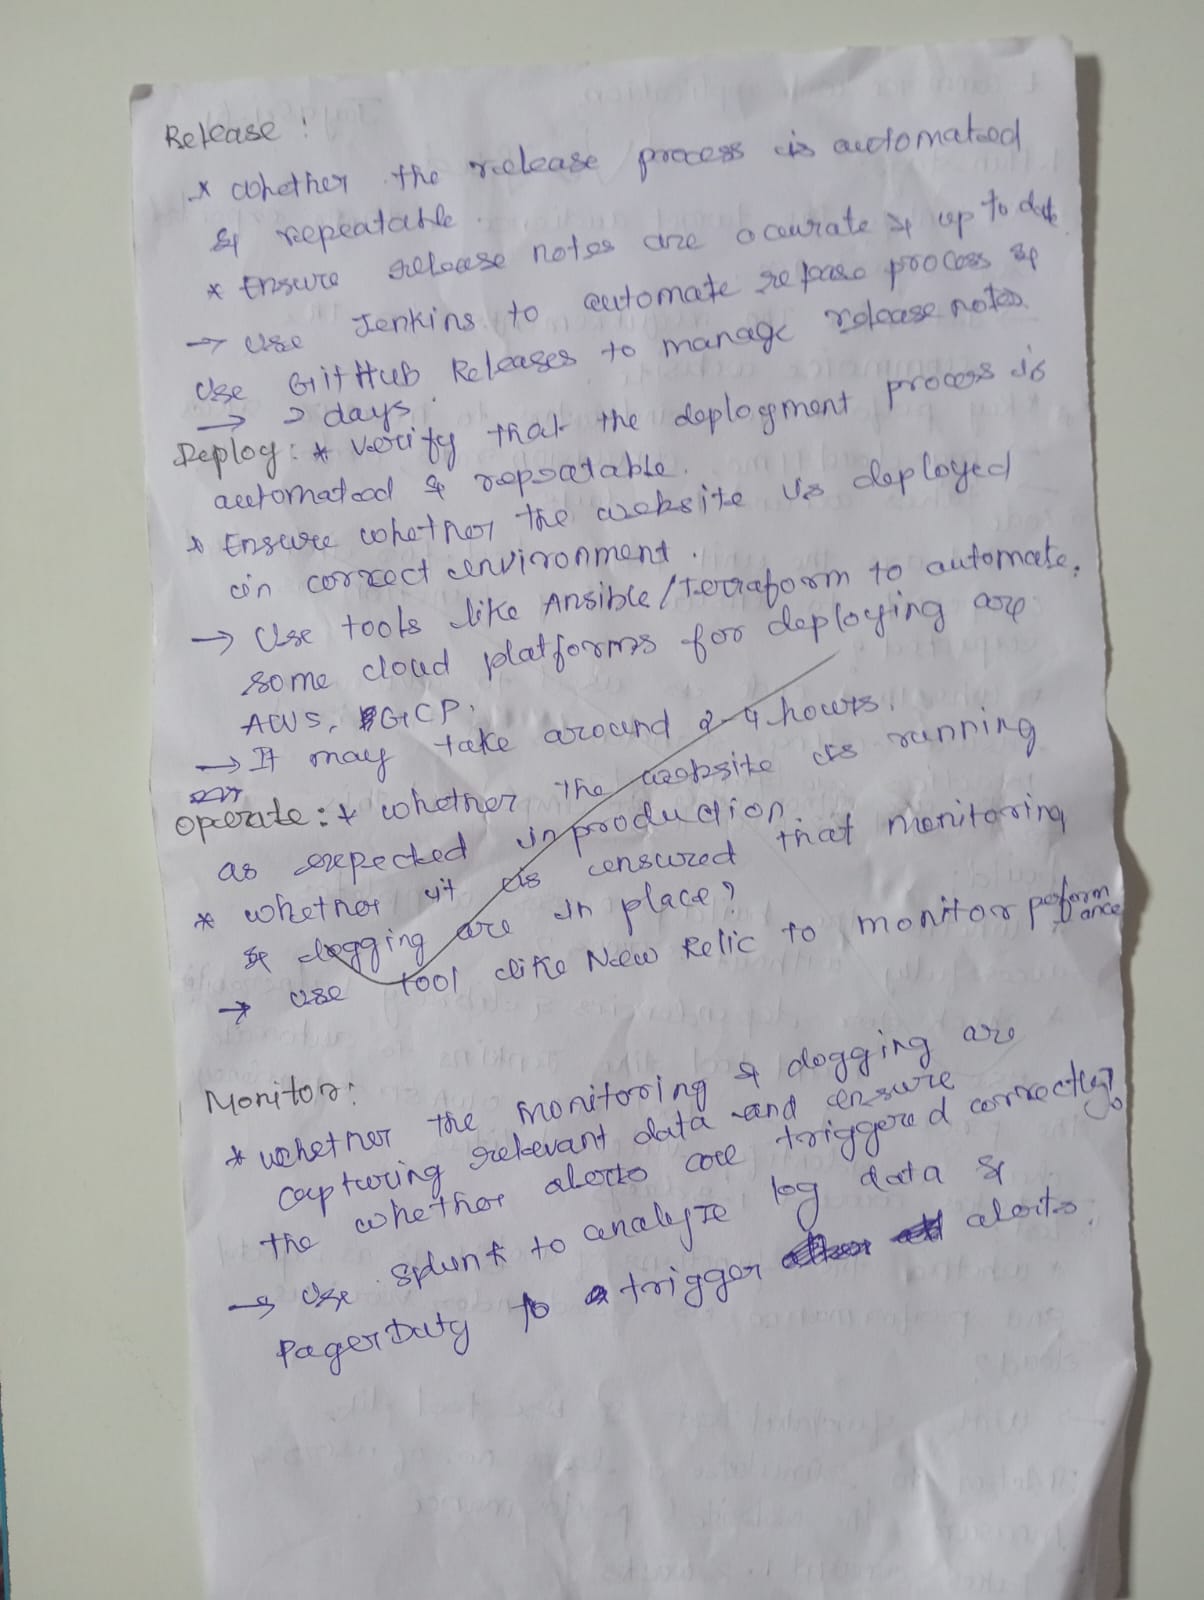 Release :
* whether the release process is automated
& repeatable.
* Ensure release notes are accurate & up to date
→ Use Jenkins to automate release process &
Use GitHub Releases to manage release notes.
→ 2 days.
Deploy: * Verify that the deployment process is
automated & repeatable.
* Ensure whether the website is deployed
in correct environment.
→ Use tools like Ansible/Terraform to automate.
some cloud platforms for deploying are
AWS, GCP.
→ It may take around 2-4 hours.
Operate: * whether the website is running
as expected in production.
* whether it is ensured that monitoring
& logging are in place?
→ use tool like New Relic to monitor performance
Monitor:
* whether the monitoring & logging are
capturing relevant data and ensure
the whether alerts are triggered correctly?
→ Use Splunk to analyze log data &
PagerDuty to trigger alerts.